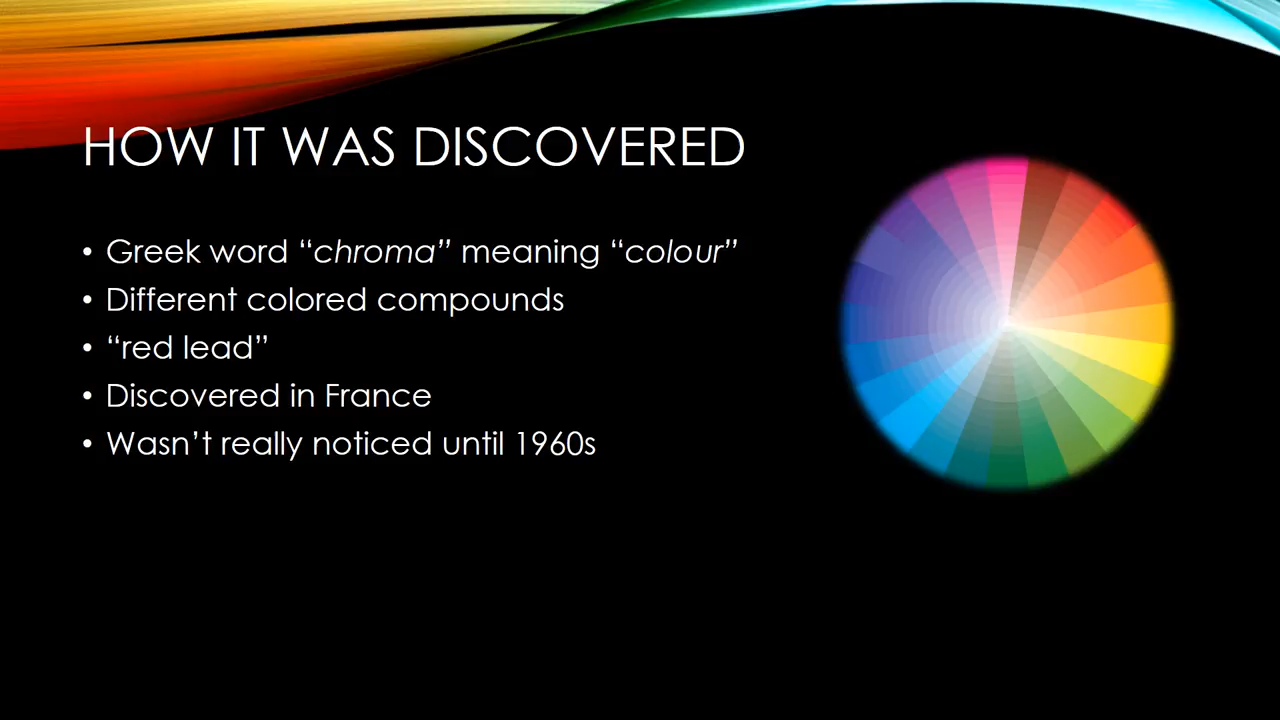 HOW IT WAS DISCOVERED
• Greek word “chroma” meaning “colour”
• Different colored compounds
• “red lead”
• Discovered in France
• Wasn’t really noticed until 1960s